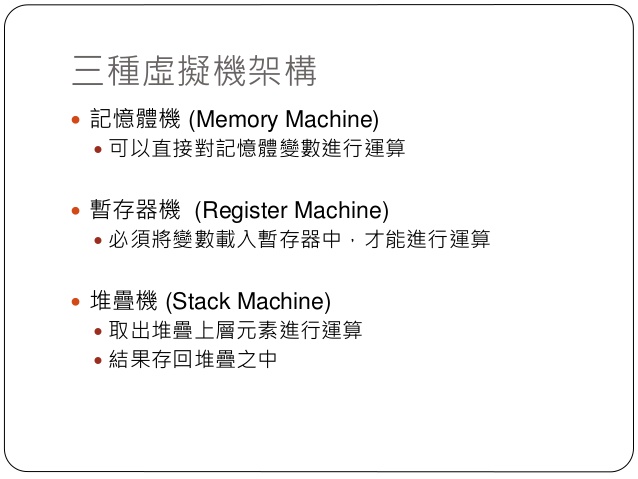 三種虛擬機架構
記憶體機 (Memory Machine)
可以直接對記憶體變數進行運算
暫存器機 (Register Machine)
必須將變數載入暫存器中，才能進行運算
堆疊機 (Stack Machine)
取出堆疊上層元素進行運算
結果存回堆疊之中